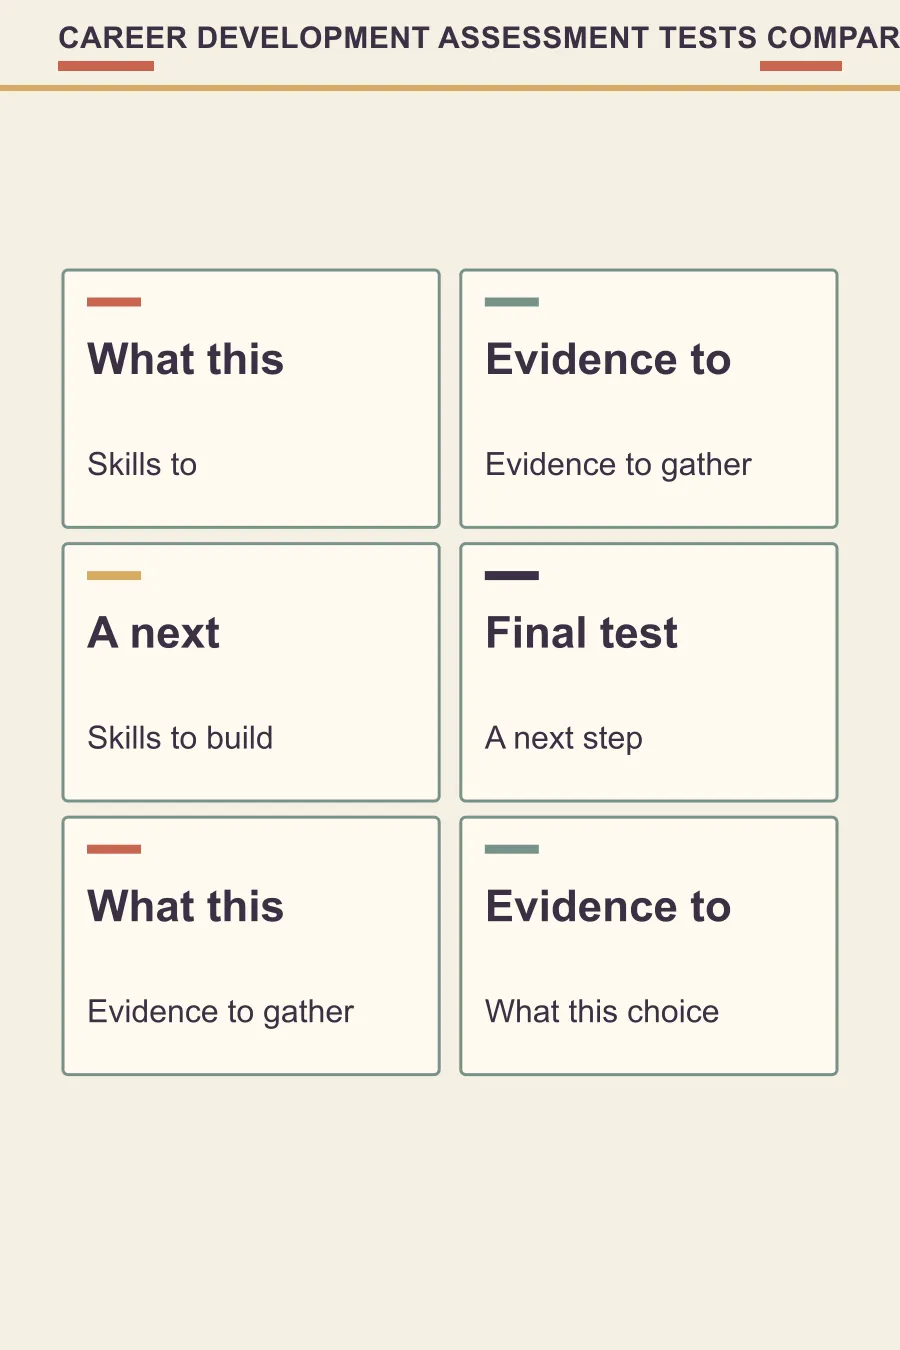 CAREER DEVELOPMENT ASSESSMENT TESTS COMPAR
What this
Skills to
Evidence to
Evidence to gather
A next
Skills to build
Final test
A next step
What this
Evidence to gather
Evidence to
What this choice